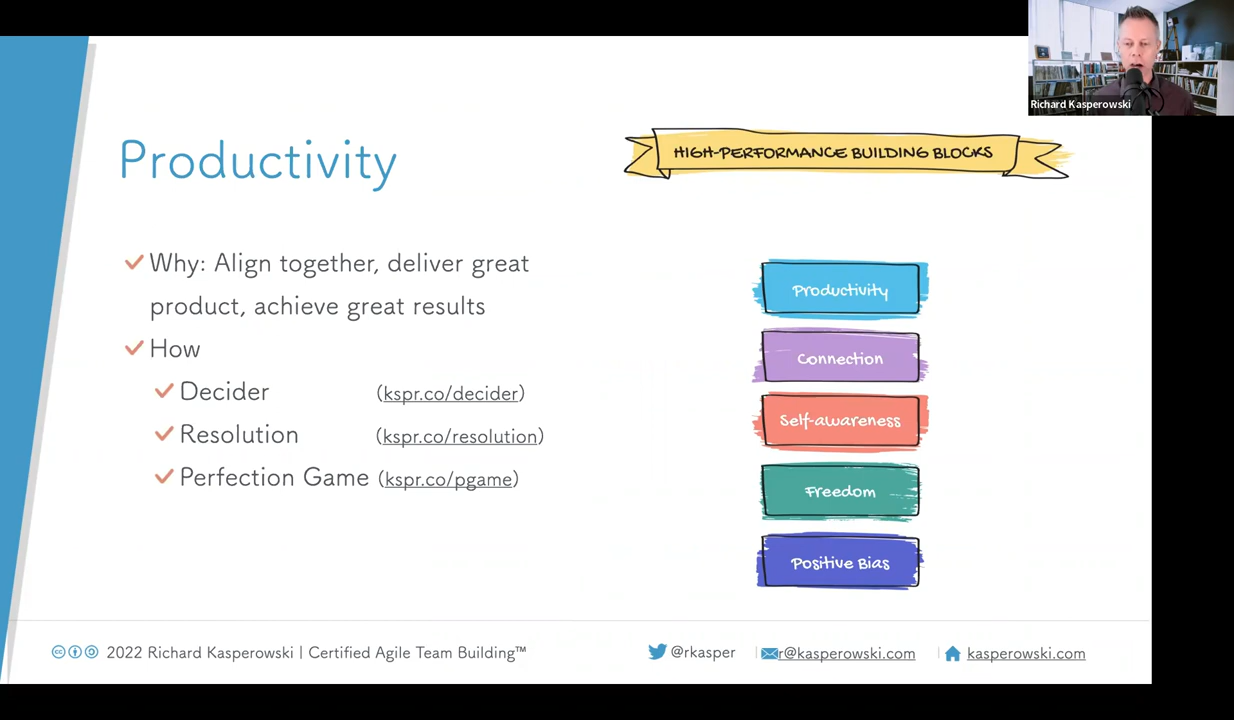 Richard Kasperowski
Productivity
HIGH-PERFORMANCE BUILDING BLOCKS
Why: Align together, deliver great
product, achieve great results
How
Decider (kspr.co/decider)
Resolution (kspr.co/resolution)
Perfection Game (kspr.co/pgame)
Productivity
Connection
Self-awareness
Freedom
Positive Bias
2022 Richard Kasperowski | Certified Agile Team Building™
@rkasper | r@kasperowski.com | kasperowski.com